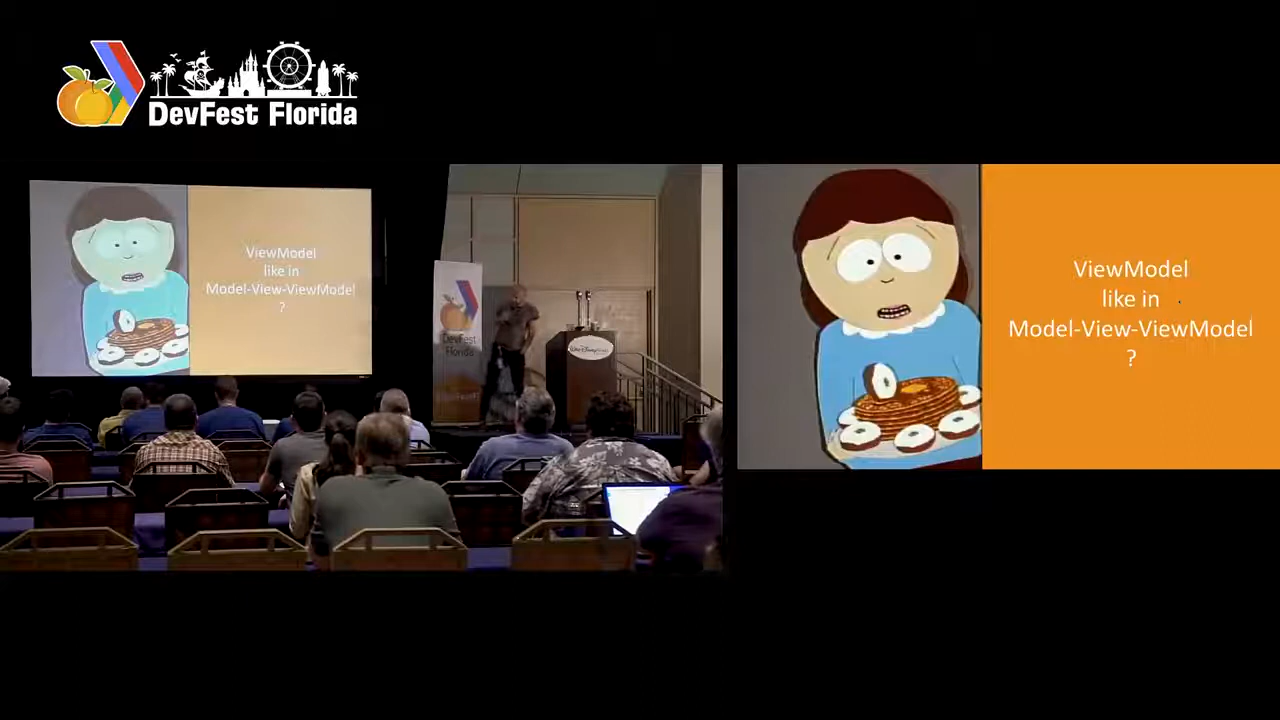 DevFest Florida
ViewModel
like in
Model-View-ViewModel
?
DevFest
Florida
ViewModel
like in
Model-View-ViewModel
?